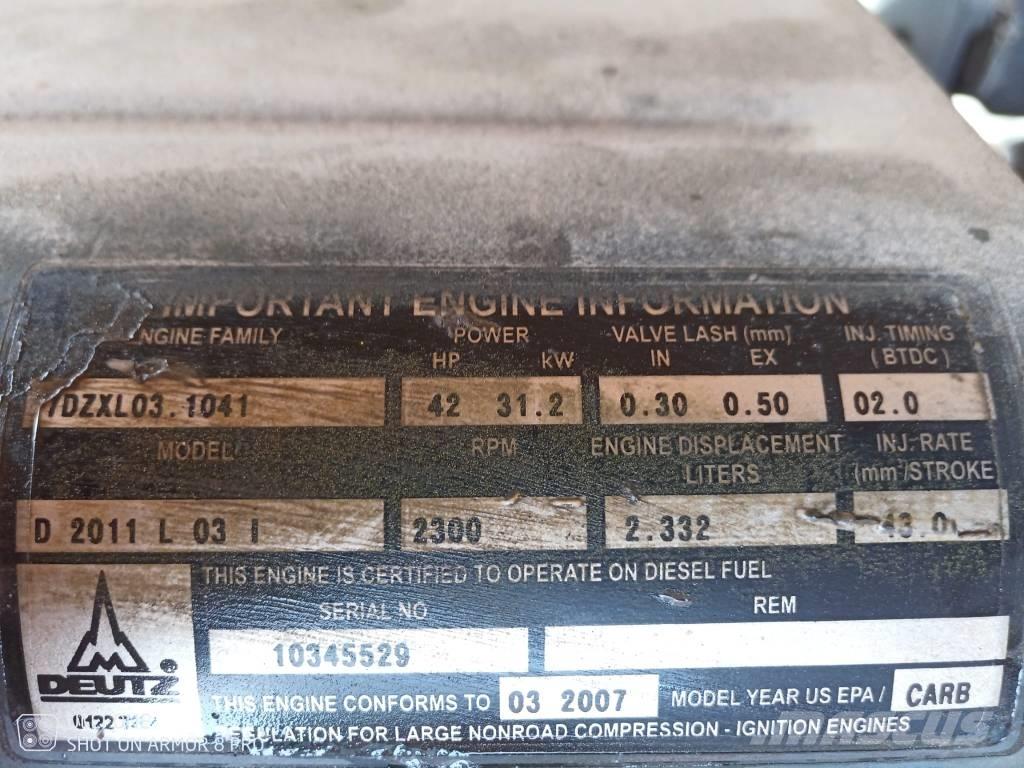 IMPORTANT ENGINE INFORMATION
ENGINE FAMILY POWER VALVE LASH (mm) INJ. TIMING
HP kW IN EX (BTDC)
7DZXL03.1041 42 31.2 0.30 0.50 02.0
MODEL RPM ENGINE DISPLACEMENT INJ. RATE
LITERS (mm³/STROKE)
D 2011 L 03 I 2300 2.332 43.0
THIS ENGINE IS CERTIFIED TO OPERATE ON DIESEL FUEL
SERIAL NO REM
10345529
DEUTZ ®
THIS ENGINE CONFORMS TO 03 2007 MODEL YEAR US EPA / CARB
REGULATION FOR LARGE NONROAD COMPRESSION - IGNITION ENGINES
SHOT ON ARMOR 8 PRO
MASCUS